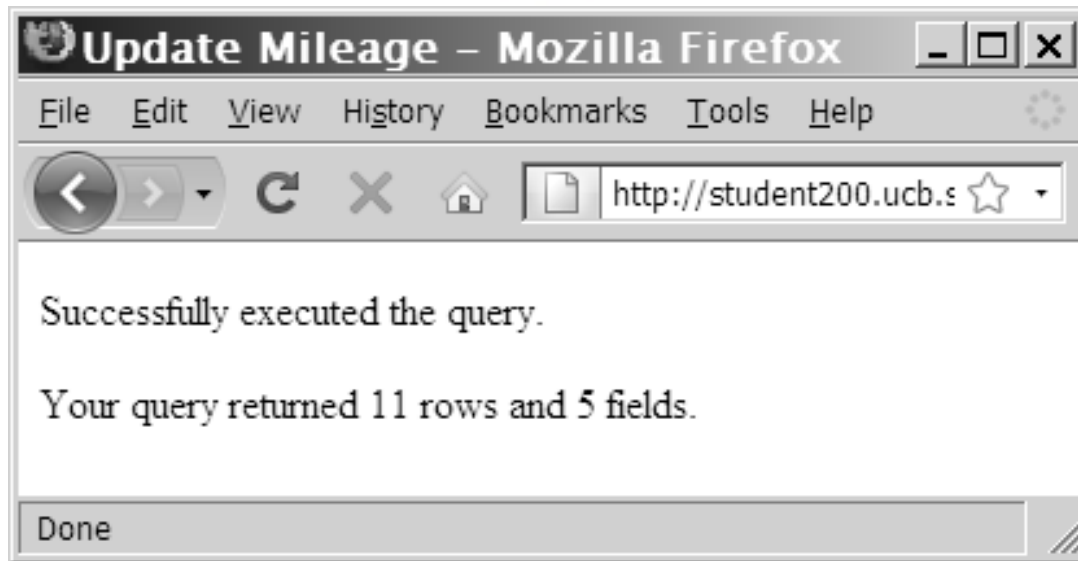 Update Mileage – Mozilla Firefox
File Edit View History Bookmarks Tools Help
http://student200.ucb.s
Successfully executed the query.
Your query returned 11 rows and 5 fields.
Done